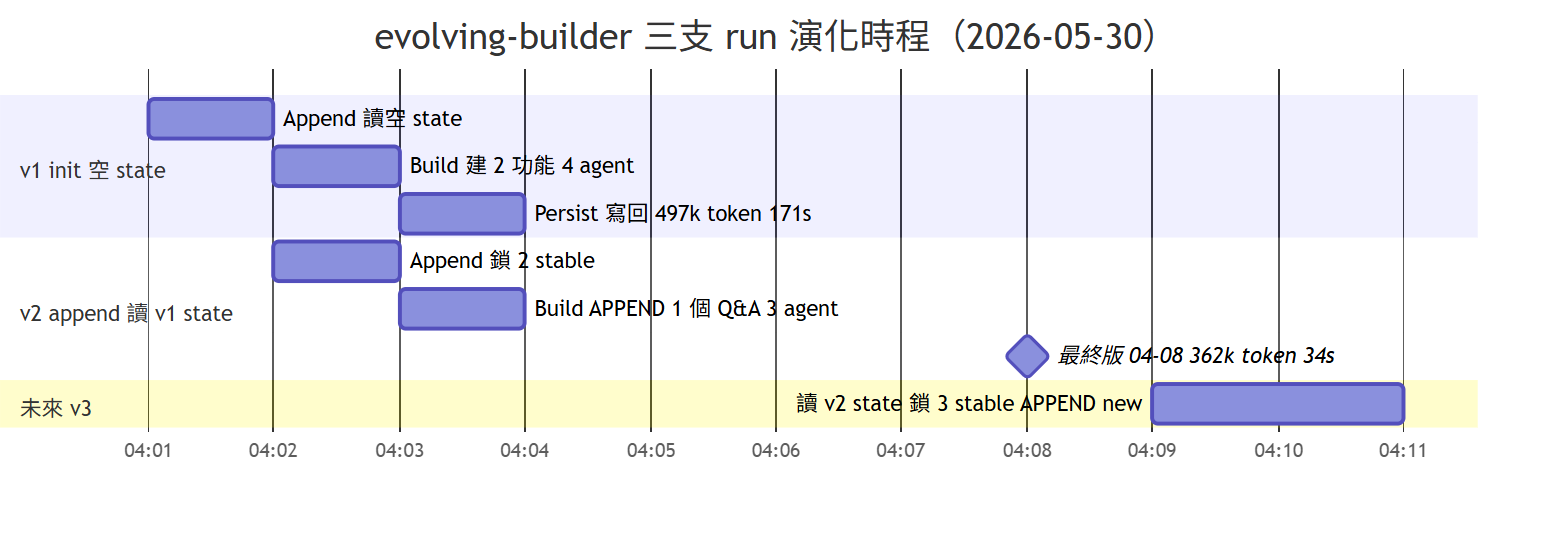 evolving-builder 三支 run 演化時程（2026-05-30）
v1 init 空 state
Append 讀空 state
Build 建 2 功能 4 agent
Persist 寫回 497k token 171s
v2 append 讀 v1 state
Append 鎖 2 stable
Build APPEND 1 個 Q&A 3 agent
最終版 04-08 362k token 34s
未來 v3
讀 v2 state 鎖 3 stable APPEND new
04:01 04:02 04:03 04:04 04:05 04:06 04:07 04:08 04:09 04:10 04:11